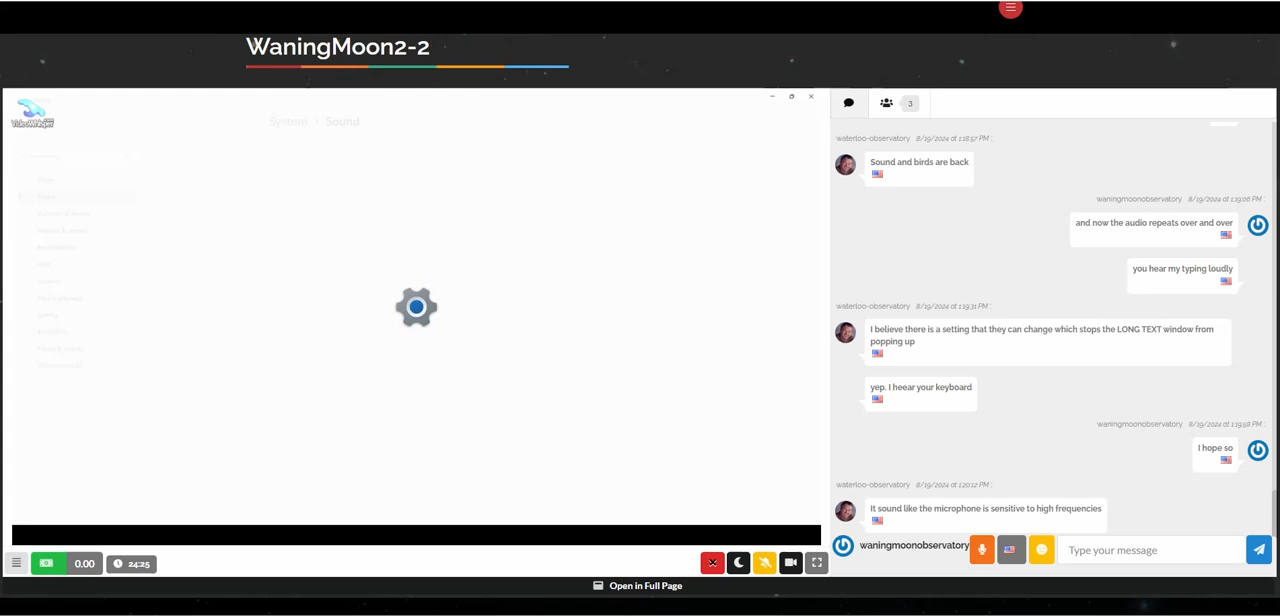 WaningMoon2-2
VideoWhisper
System > Sound
3
waterloo-observatory 8/19/2024 at 1:18:57 PM :
Sound and birds are back
waningmoonobservatory 8/19/2024 at 1:19:06 PM :
and now the audio repeats over and over
you hear my typing loudly
waterloo-observatory 8/19/2024 at 1:19:31 PM :
I believe there is a setting that they can change which stops the LONG TEXT window from
popping up
yep. I heear your keyboard
waningmoonobservatory 8/19/2024 at 1:19:58 PM :
I hope so
waterloo-observatory 8/19/2024 at 1:20:12 PM :
It sound like the microphone is sensitive to high frequencies
waningmoonobservatory
Type your message
0.00
24:25
Open in Full Page